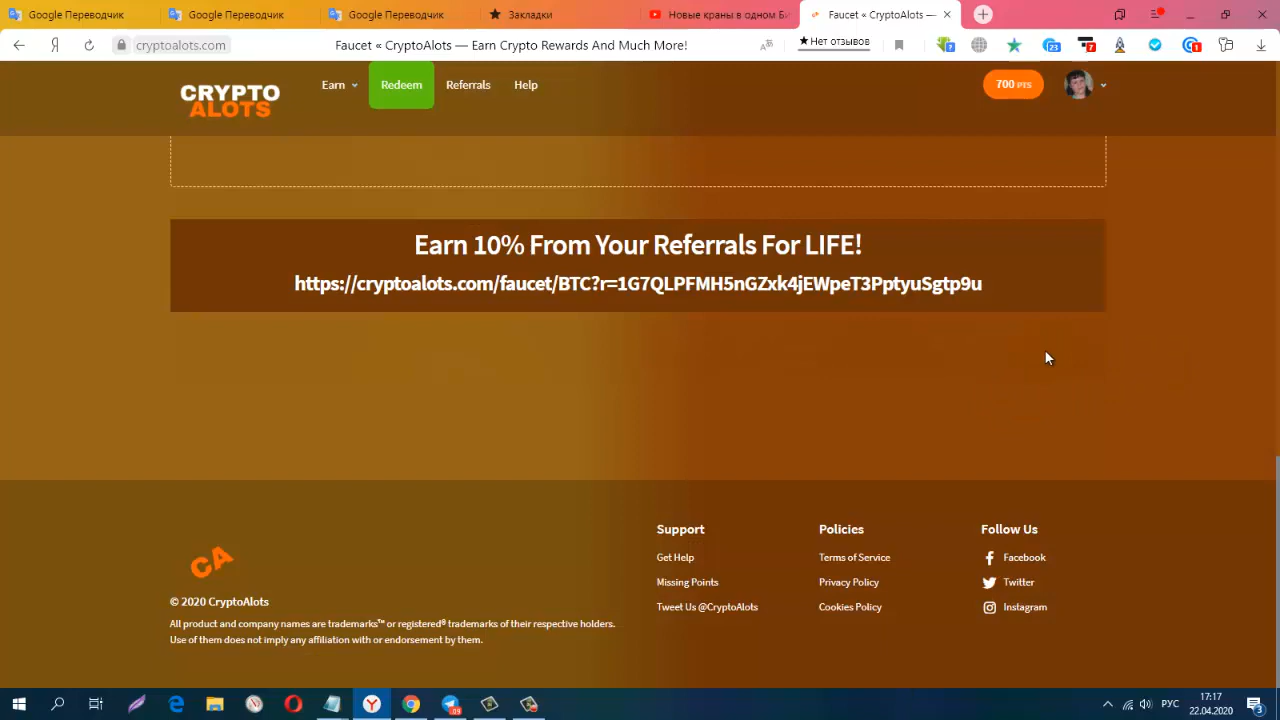 Google Переводчик
Google Переводчик
Google Переводчик
Закладки
Новые краны в одном Би
Faucet « CryptoAlots —
cryptoalots.com
Faucet « CryptoAlots — Earn Crypto Rewards And Much More!
★Нет отзывов
?
23
7
1
CRYPTO
ALOTS
Earn
Redeem
Referrals
Help
700 PTS
Earn 10% From Your Referrals For LIFE!
https://cryptoalots.com/faucet/BTC?r=1G7QLPFMH5nGZxk4jEWpeT3PptyuSgtp9u
CA
© 2020 CryptoAlots
All product and company names are trademarks™ or registered® trademarks of their respective holders.
Use of them does not imply any affiliation with or endorsement by them.
Support
Get Help
Missing Points
Tweet Us @CryptoAlots
Policies
Terms of Service
Privacy Policy
Cookies Policy
Follow Us
Facebook
Twitter
Instagram
РУС
17:17
22.04.2020
3